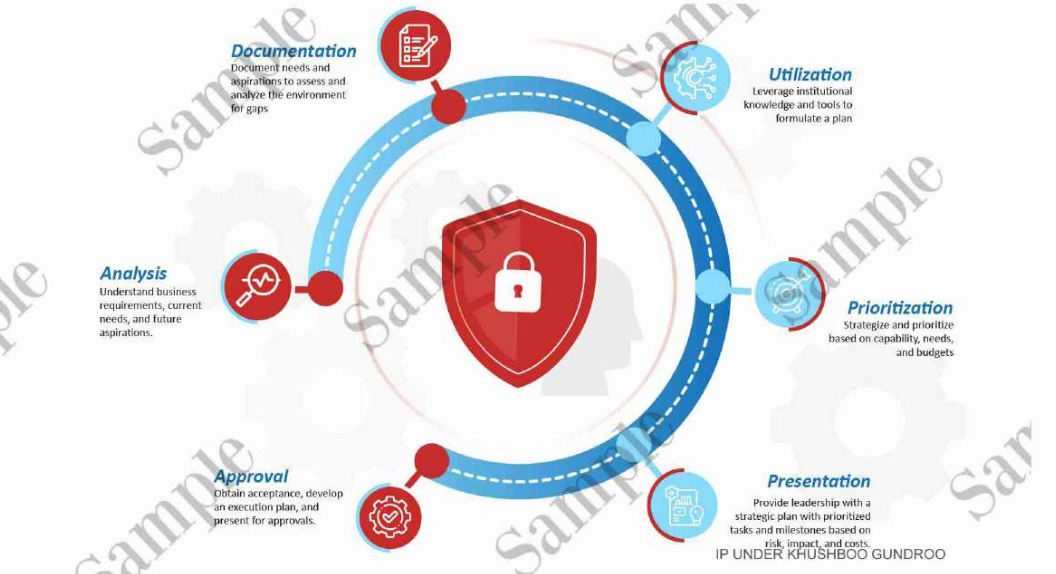 Documentation
Document needs and
aspirations to assess and
analyze the environment
for gaps
Utilization
Leverage institutional
knowledge and tools to
formulate a plan
Analysis
Understand business
requirements, current
needs, and future
aspirations.
Prioritization
Strategize and prioritize
based on capability, needs,
and budgets
Approval
Obtain acceptance, develop
an execution plan, and
present for approvals.
Presentation
Provide leadership with a
strategic plan with prioritized
tasks and milestones based on
risk, impact, and costs.
IP UNDER KHUSHBOO GUNDROO
Sample
Sam
Sample
ple
Sample
Sample
Sample
Sam